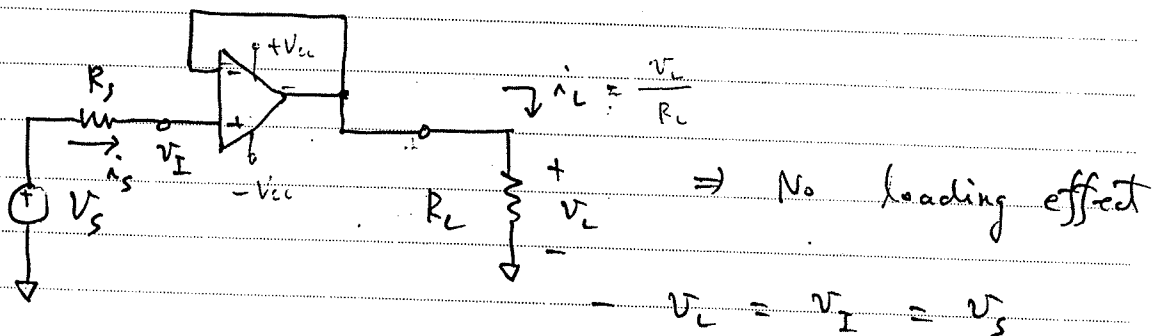 +Vcc
-
+
-Vcc
Rs
is
vI
+
Vs
iL = vL / RL
RL
+
vL
-
⇒ No loading effect
- vL = vI = vs